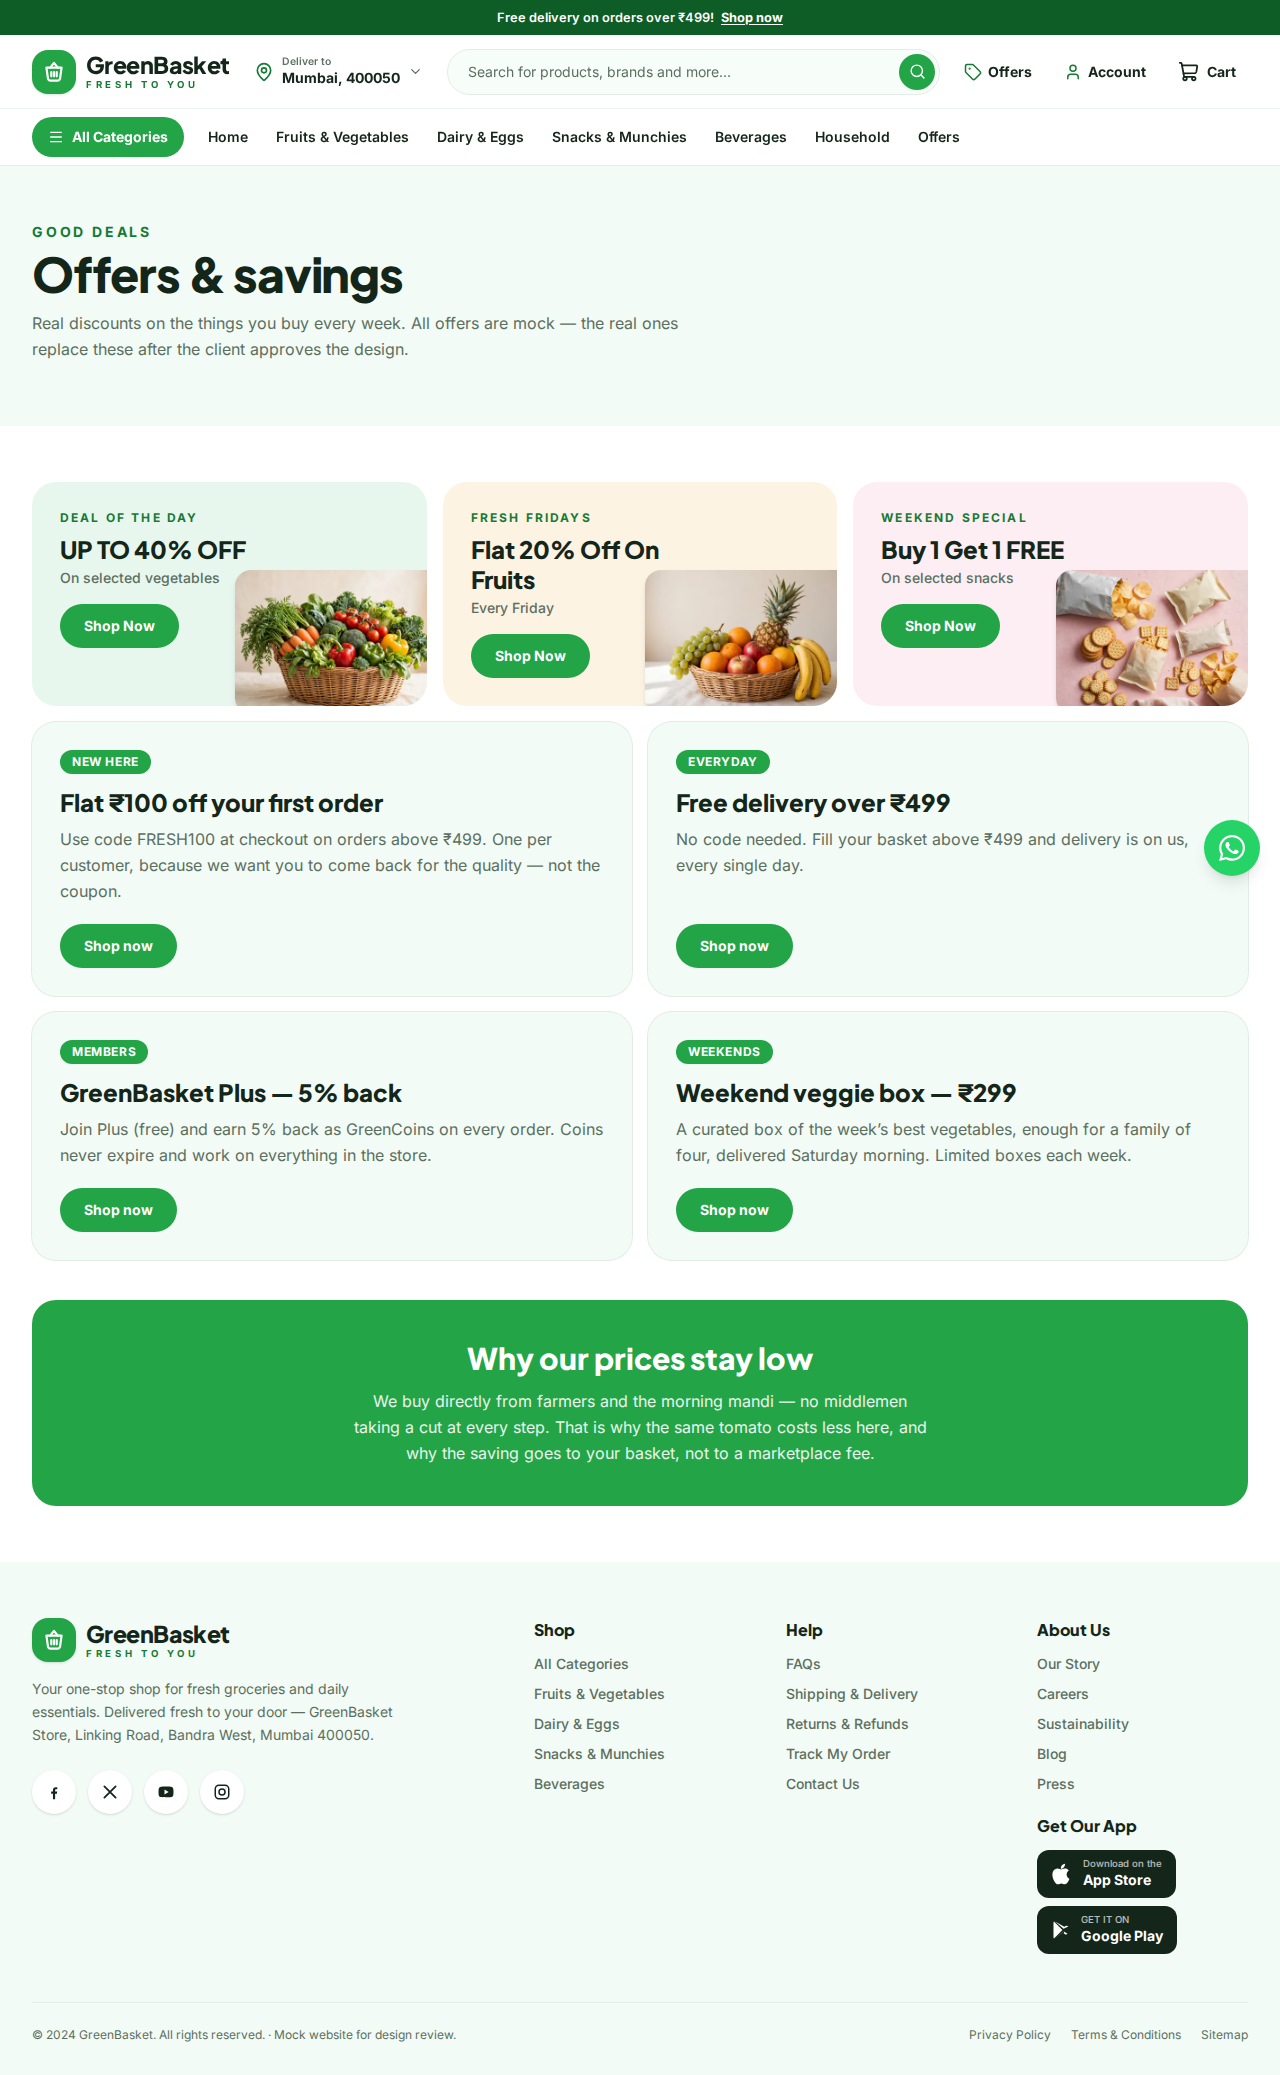 Free delivery on orders over ₹499! Shop now
GreenBasket
FRESH TO YOU
Deliver to
Mumbai, 400050
Search for products, brands and more...
Offers
Account
Cart
All Categories
Home
Fruits & Vegetables
Dairy & Eggs
Snacks & Munchies
Beverages
Household
Offers
GOOD DEALS
Offers & savings
Real discounts on the things you buy every week. All offers are mock — the real ones
replace these after the client approves the design.
DEAL OF THE DAY
UP TO 40% OFF
On selected vegetables
Shop Now
FRESH FRIDAYS
Flat 20% Off On
Fruits
Every Friday
Shop Now
WEEKEND SPECIAL
Buy 1 Get 1 FREE
On selected snacks
Shop Now
NEW HERE
Flat ₹100 off your first order
Use code FRESH100 at checkout on orders above ₹499. One per
customer, because we want you to come back for the quality — not the
coupon.
Shop now
EVERYDAY
Free delivery over ₹499
No code needed. Fill your basket above ₹499 and delivery is on us,
every single day.
Shop now
MEMBERS
GreenBasket Plus — 5% back
Join Plus (free) and earn 5% back as GreenCoins on every order. Coins
never expire and work on everything in the store.
Shop now
WEEKENDS
Weekend veggie box — ₹299
A curated box of the week’s best vegetables, enough for a family of
four, delivered Saturday morning. Limited boxes each week.
Shop now
Why our prices stay low
We buy directly from farmers and the morning mandi — no middlemen
taking a cut at every step. That is why the same tomato costs less here, and
why the saving goes to your basket, not to a marketplace fee.
GreenBasket
FRESH TO YOU
Your one-stop shop for fresh groceries and daily
essentials. Delivered fresh to your door — GreenBasket
Store, Linking Road, Bandra West, Mumbai 400050.
Shop
All Categories
Fruits & Vegetables
Dairy & Eggs
Snacks & Munchies
Beverages
Help
FAQs
Shipping & Delivery
Returns & Refunds
Track My Order
Contact Us
About Us
Our Story
Careers
Sustainability
Blog
Press
Get Our App
Download on the
App Store
GET IT ON
Google Play
© 2024 GreenBasket. All rights reserved. · Mock website for design review.
Privacy Policy
Terms & Conditions
Sitemap